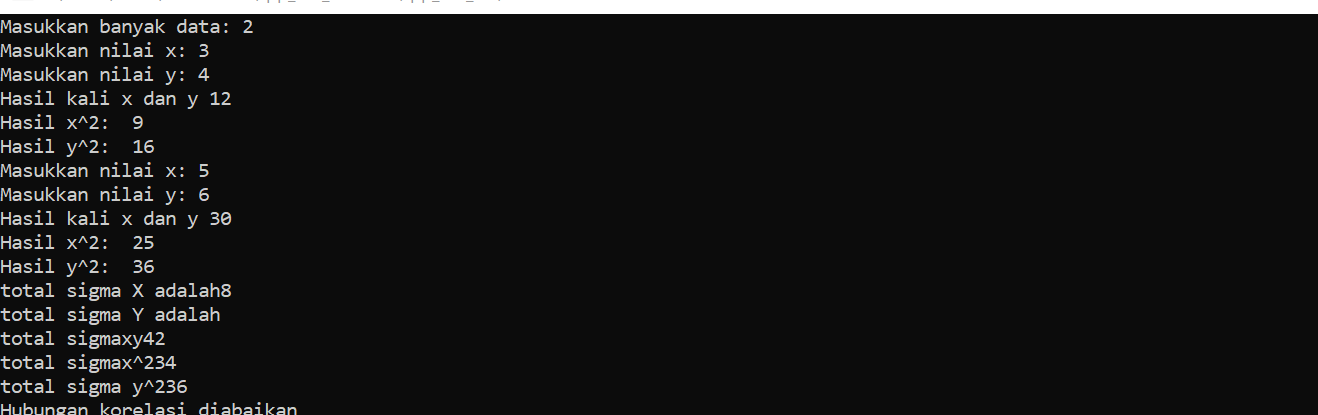 Masukkan banyak data: 2
Masukkan nilai x: 3
Masukkan nilai y: 4
Hasil kali x dan y 12
Hasil x^2:  9
Hasil y^2:  16
Masukkan nilai x: 5
Masukkan nilai y: 6
Hasil kali x dan y 30
Hasil x^2:  25
Hasil y^2:  36
total sigma X adalah8
total sigma Y adalah
total sigmaxy42
total sigmax^234
total sigma y^236
Hubungan korelasi diabaikan